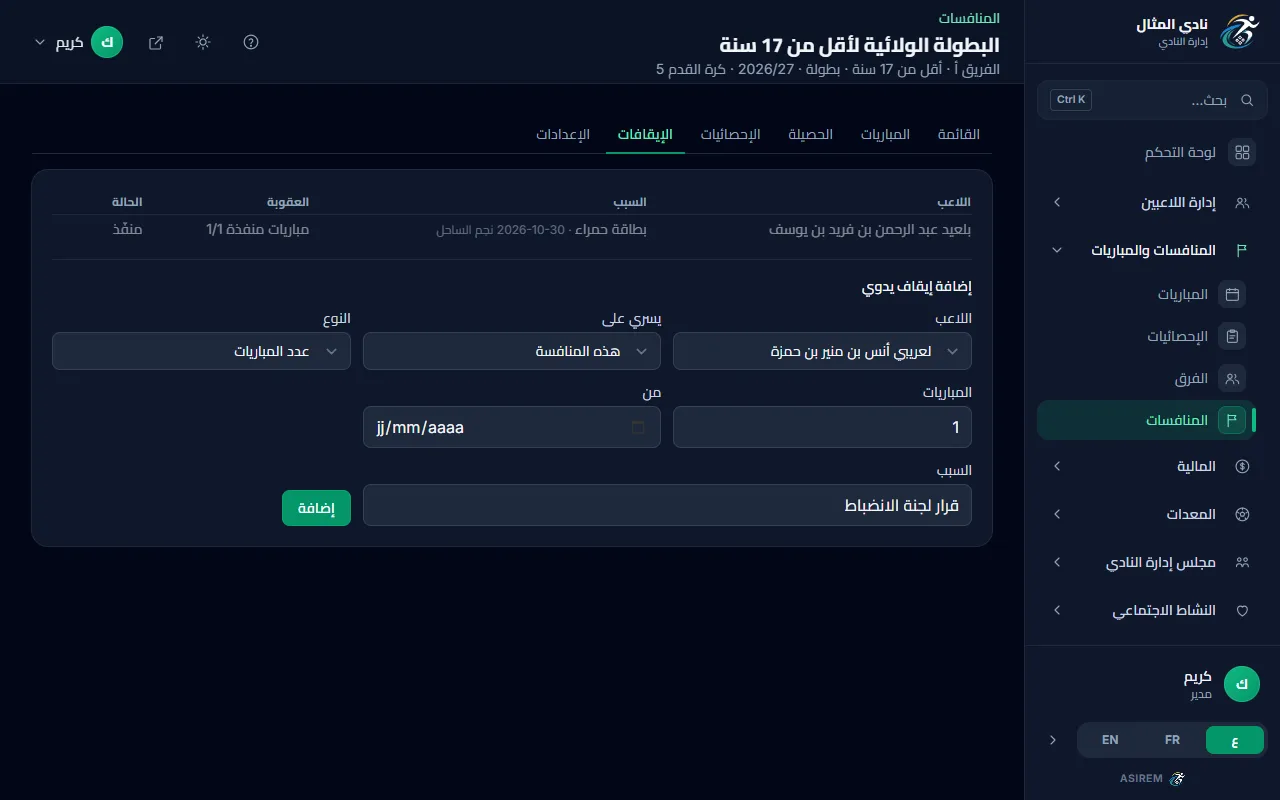 نادي المثال
إدارة النادي
بحث...
Ctrl K
لوحة التحكم
إدارة اللاعبين
المنافسات والمباريات
المباريات
الإحصائيات
الفرق
المنافسات
المالية
المعدات
مجلس إدارة النادي
النشاط الاجتماعي
ك
كريم
مدير
ع
FR
EN
ASIREM
المنافسات
البطولة الولائية لأقل من 17 سنة
الفريق أ · أقل من 17 سنة · بطولة · 2026/27 · كرة القدم 5
ك
كريم
القائمة
المباريات
الحصيلة
الإحصائيات
الإيقافات
الإعدادات
اللاعب
السبب
العقوبة
الحالة
بلعيد عبد الرحمن بن فريد بن يوسف
بطاقة حمراء · 30-10-2026 نجم الساحل
مباريات منفذة 1/1
منفّذ
إضافة إيقاف يدوي
اللاعب
يسري على
النوع
لعريبي أنس بن منير بن حمزة
هذه المنافسة
عدد المباريات
المباريات
من
1
jj/mm/aaaa
السبب
قرار لجنة الانضباط
إضافة